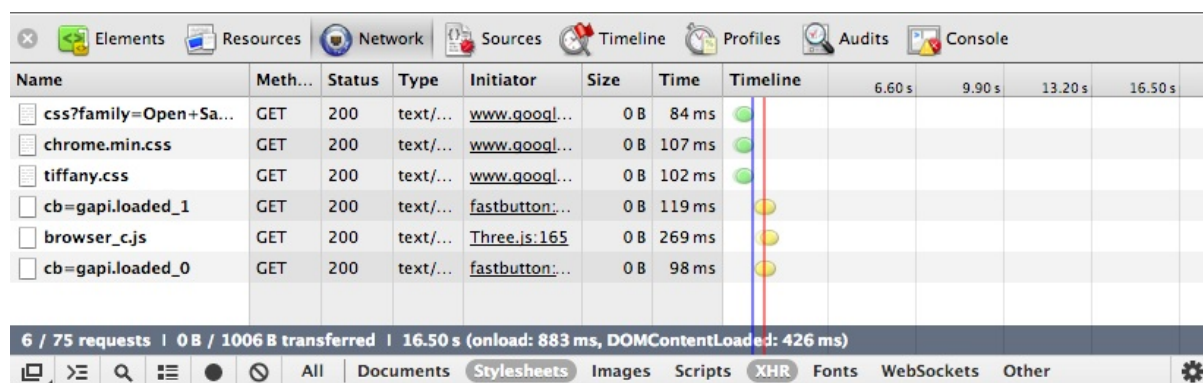 Elements Resources Network Sources Timeline Profiles Audits Console
Name Meth... Status Type Initiator Size Time Timeline 6.60 s 9.90 s 13.20 s 16.50 s
css?family=Open+Sa... GET 200 text/... www.googl... 0 B 84 ms
chrome.min.css GET 200 text/... www.googl... 0 B 107 ms
tiffany.css GET 200 text/... www.googl... 0 B 102 ms
cb=gapi.loaded_1 GET 200 text/... fastbutton:... 0 B 119 ms
browser_c.js GET 200 text/... Three.js:165 0 B 269 ms
cb=gapi.loaded_0 GET 200 text/... fastbutton:... 0 B 98 ms
6 / 75 requests | 0 B / 1006 B transferred | 16.50 s (onload: 883 ms, DOMContentLoaded: 426 ms)
All Documents Stylesheets Images Scripts XHR Fonts WebSockets Other